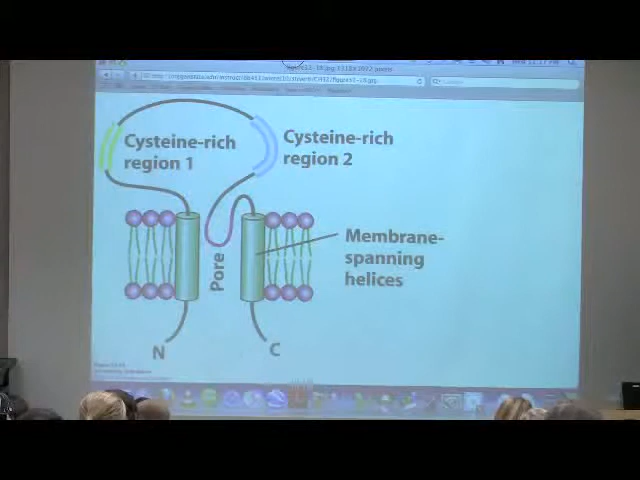 Cysteine-rich
region 1
Cysteine-rich
region 2
Membrane-
spanning
helices
Pore
N
C